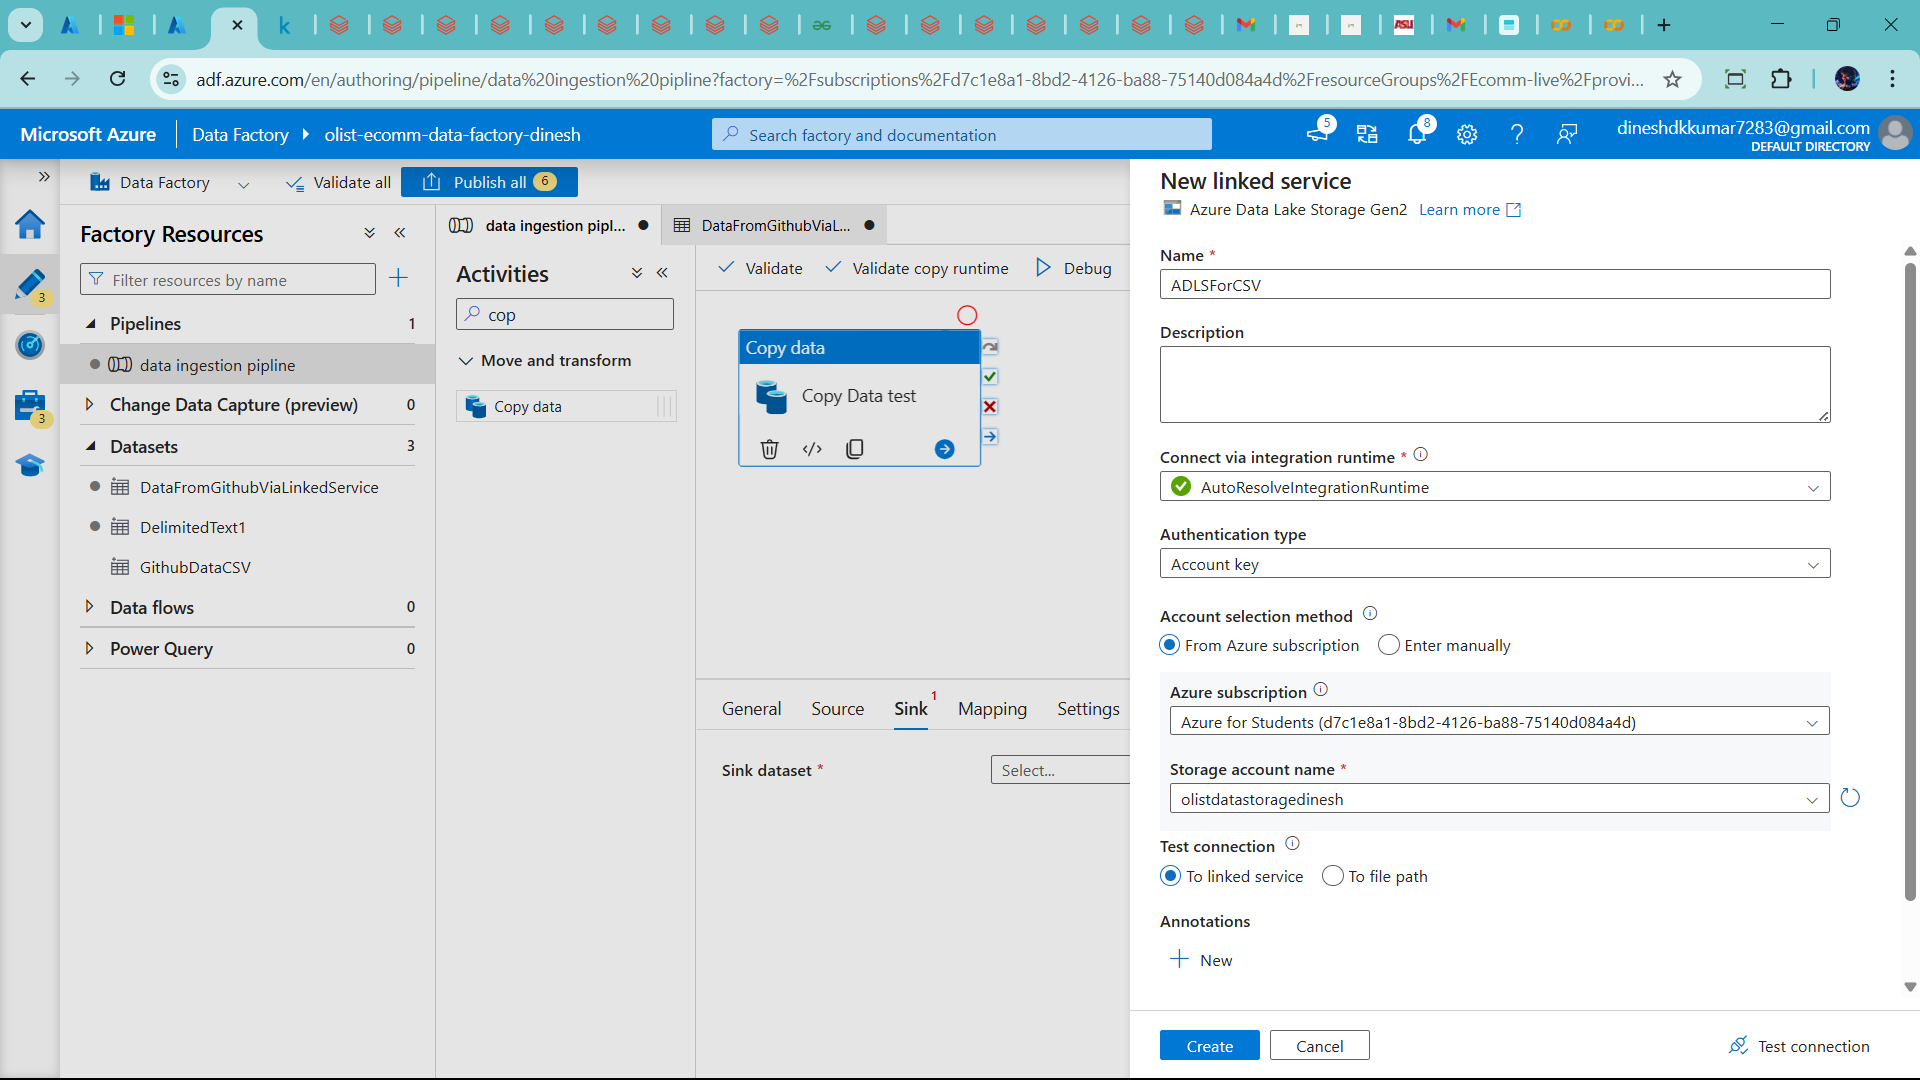 adf.azure.com/en/authoring/pipeline/data%20ingestion%20pipline?factory=%2Fsubscriptions%2Fd7c1e8a1-8bd2-4126-ba88-75140d084a4d%2FresourceGroups%2FEcomm-live%2Fprovi...
Microsoft Azure Data Factory olist-ecomm-data-factory-dinesh
Search factory and documentation
5
8
dineshdkkumar7283@gmail.com
DEFAULT DIRECTORY
Data Factory
Validate all
Publish all 6
Factory Resources
Filter resources by name
3
3
Pipelines 1
data ingestion pipline
Change Data Capture (preview) 0
Datasets 3
DataFromGithubViaLinkedService
DelimitedText1
GithubDataCSV
Data flows 0
Power Query 0
data ingestion pipl...
DataFromGithubViaL...
Activities
cop
Move and transform
Copy data
Validate
Validate copy runtime
Debug
Copy data
Copy Data test
General
Source
Sink 1
Mapping
Settings
Sink dataset *
Select...
New linked service
Azure Data Lake Storage Gen2 Learn more
Name *
ADLSForCSV
Description
Connect via integration runtime *
AutoResolveIntegrationRuntime
Authentication type
Account key
Account selection method
From Azure subscription
Enter manually
Azure subscription
Azure for Students (d7c1e8a1-8bd2-4126-ba88-75140d084a4d)
Storage account name *
olistdatastoragedinesh
Test connection
To linked service
To file path
Annotations
New
Create
Cancel
Test connection